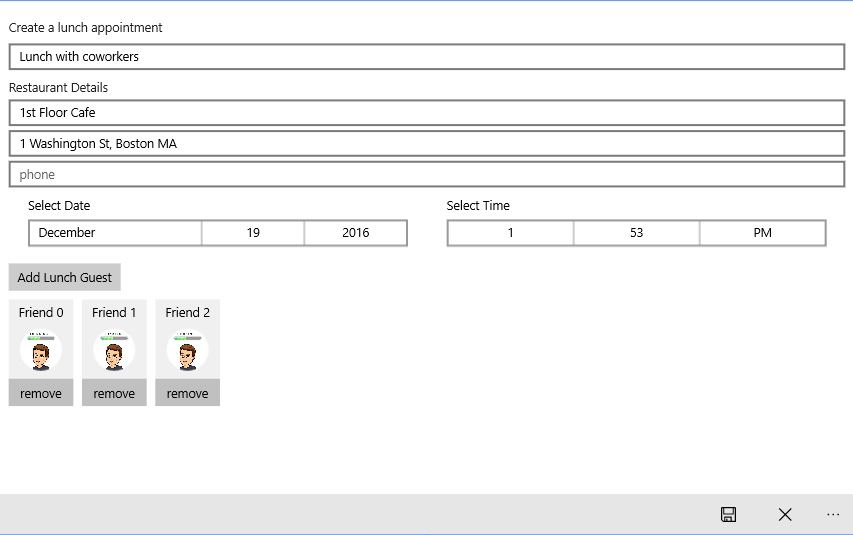 Create a lunch appointment
Lunch with coworkers
Restaurant Details
1st Floor Cafe
1 Washington St, Boston MA
phone
Select Date Select Time
December 19 2016 1 53 PM
Add Lunch Guest
Friend 0 Friend 1 Friend 2
remove remove remove